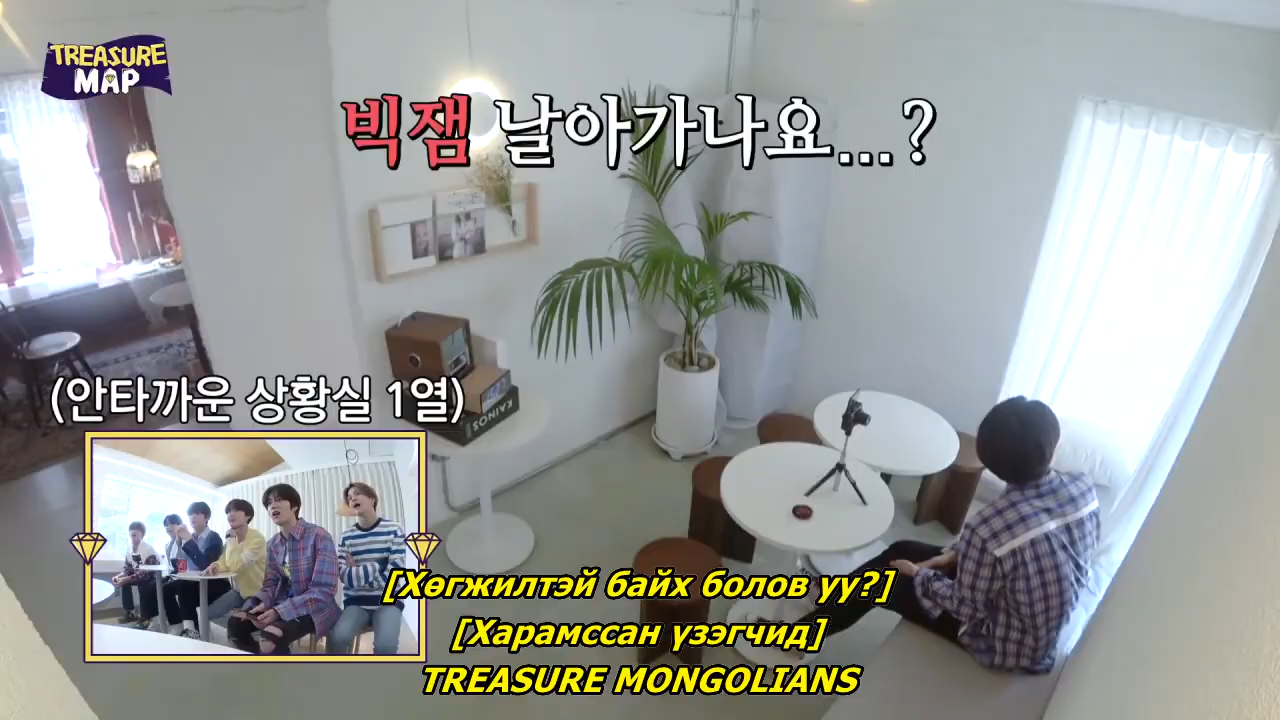 TREASURE
MAP
빅잼 날아가나요...?
(안타까운 상황실 1열)
KAINOS
[Хөгжилтэй байх болов уу?]
[Харамссан үзэгчид]
TREASURE MONGOLIANS